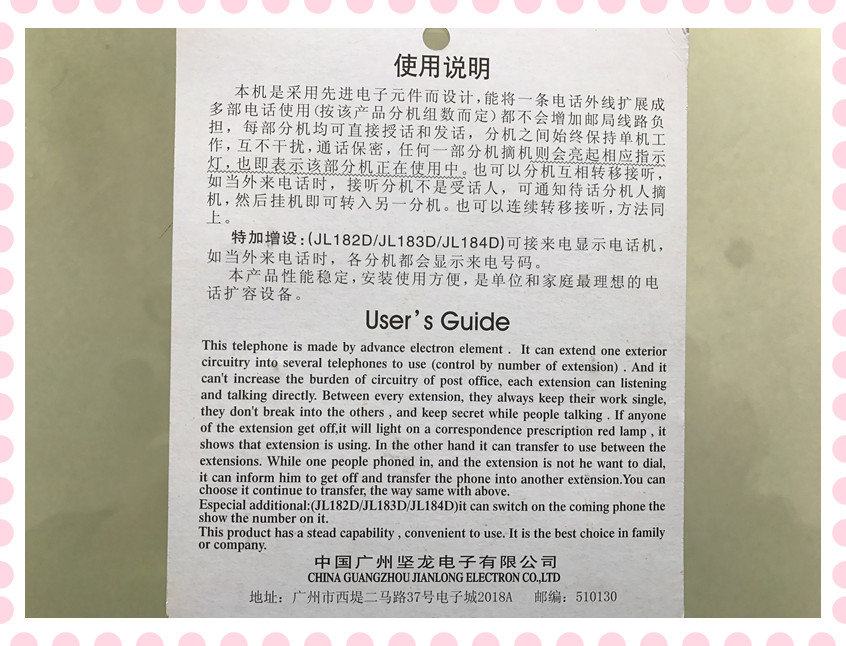 使用说明
本机是采用先进电子元件而设计,能将一条电话外线扩展成
多部电话使用(按该产品分机组数而定)都不会增加邮局线路负
担，每部分机均可直接授话和发话，分机之间始终保持单机工
作,互不干扰,通话保密,任何一部分机摘机则会亮起相应指示
灯,也即表示该部分机正在使用中。也可以分机互相转移接听,
如当外来电话时，接听分机不是受话人，可通知待话分机人摘
机,然后挂机即可转入另一分机。也可以连续转移接听,方法同
上。
特加增设:(JL182D/JL183D/JL184D)可接来电显示电话机,
如当外来电话时，各分机都会显示来电号码。
本产品性能稳定,安装使用方便,是单位和家庭最理想的电
话扩容设备。
User's Guide
This telephone is made by advance electron element . It can extend one exterior
circuitry into several telephones to use (control by number of extension) . And it
can't increase the burden of circuitry of post office, each extension can listening
and talking directly. Between every extension, they always keep their work single,
they don't break into the others , and keep secret while people talking . If anyone
of the extension get off,it will light on a correspondence prescription red lamp , it
shows that extension is using. In the other hand it can transfer to use between the
extensions. While one people phoned in, and the extension is not he want to dial,
it can inform him to get off and transfer the phone into another extension.You can
choose it continue to transfer, the way same with above.
Especial additional:(JL182D/JL183D/JL184D)it can switch on the coming phone the
show the number on it.
This product has a stead capability , convenient to use. It is the best choice in family
or company.
中国广州坚龙电子有限公司
CHINA GUANGZHOU JIANLONG ELECTRON CO.,LTD
地址：广州市西堤二马路37号电子城2018A 邮编：510130